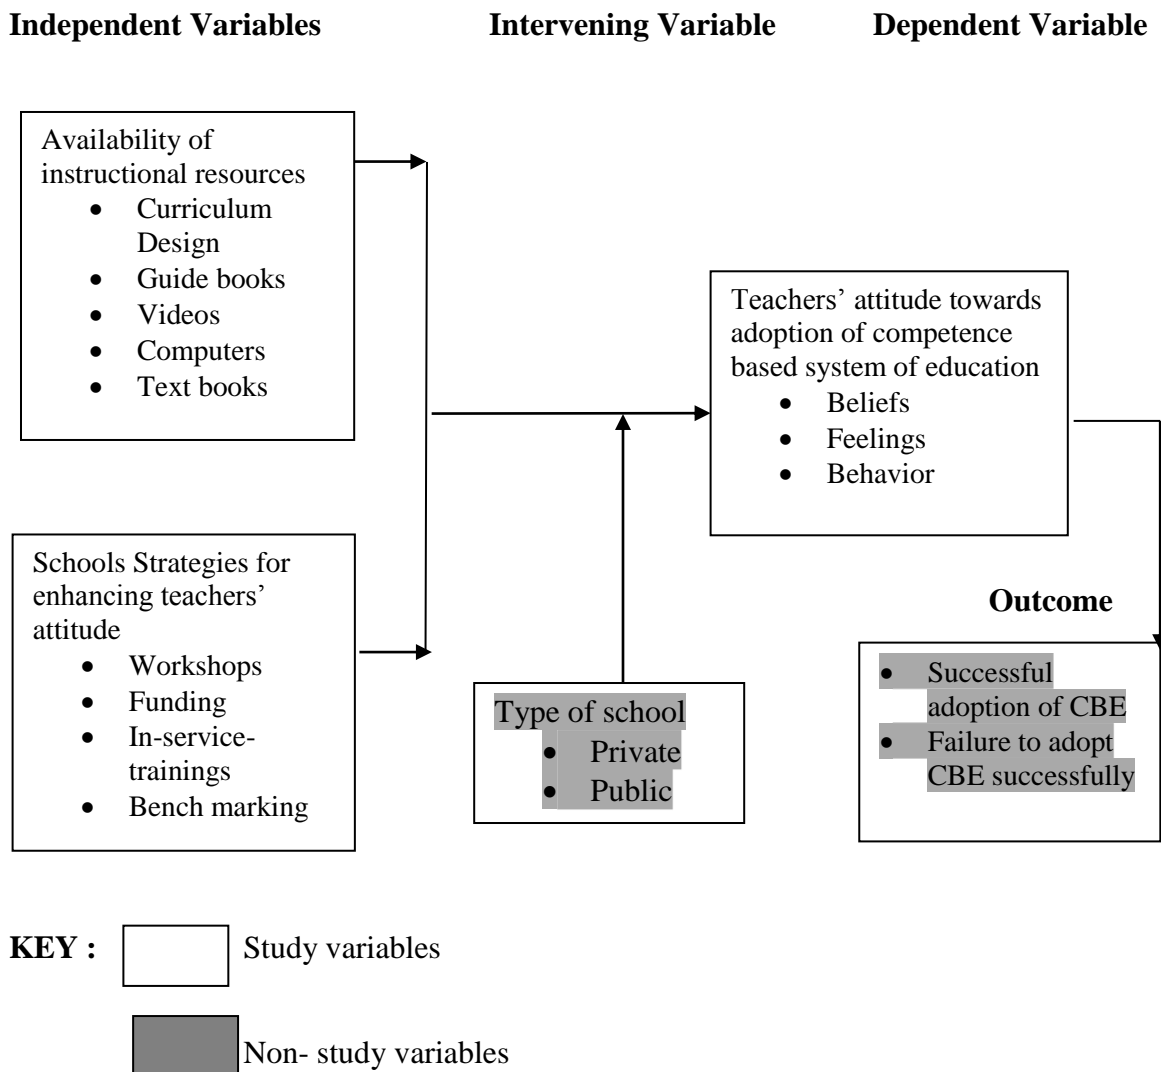 Independent Variables
Intervening Variable
Dependent Variable
Availability of
instructional resources
• Curriculum
Design
• Guide books
• Videos
• Computers
• Text books
Schools Strategies for
enhancing teachers’
attitude
• Workshops
• Funding
• In-service-
trainings
• Bench marking
Type of school
• Private
• Public
Teachers’ attitude towards
adoption of competence
based system of education
• Beliefs
• Feelings
• Behavior
Outcome
• Successful
adoption of CBE
• Failure to adopt
CBE successfully
KEY :
Study variables
Non- study variables